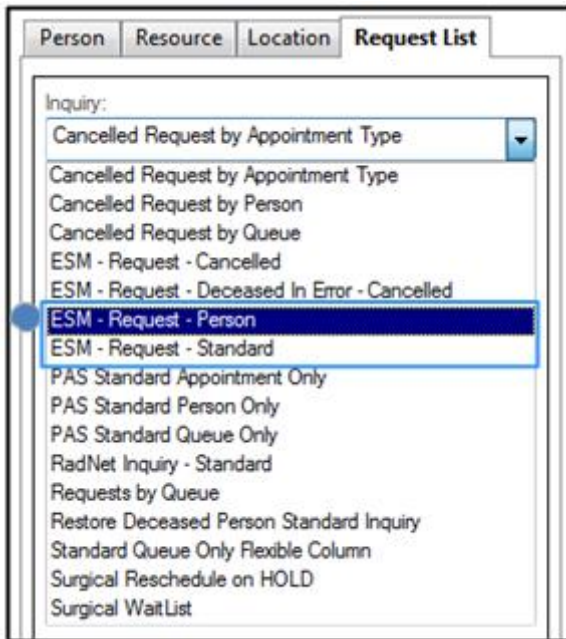 Person Resource Location Request List
Inquiry:
Cancelled Request by Appointment Type
Cancelled Request by Appointment Type
Cancelled Request by Person
Cancelled Request by Queue
ESM - Request - Cancelled
ESM - Request - Deceased In Error - Cancelled
ESM - Request - Person
ESM - Request - Standard
PAS Standard Appointment Only
PAS Standard Person Only
PAS Standard Queue Only
RadNet Inquiry - Standard
Requests by Queue
Restore Deceased Person Standard Inquiry
Standard Queue Only Flexible Column
Surgical Reschedule on HOLD
Surgical WaitList